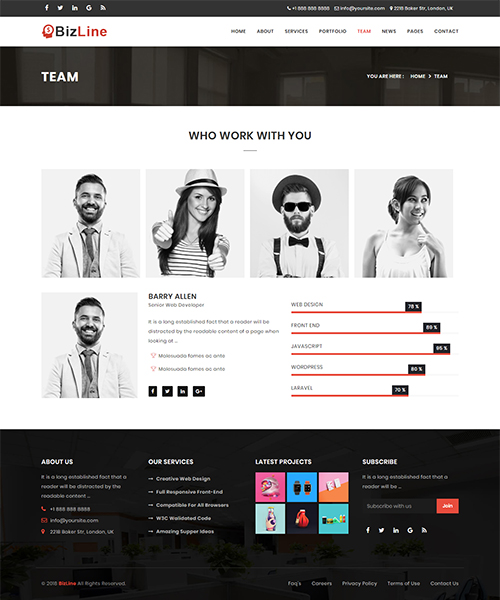 +1 888 888 8888 info@yoursite.com 221B Baker Str, London, UK
BizLine
HOME ABOUT SERVICES PORTFOLIO TEAM NEWS PAGES CONTACT
TEAM
YOU ARE HERE : HOME TEAM
WHO WORK WITH YOU
BARRY ALLEN
Senior Web Developer
It is a long established fact that a reader will be
distracted by the readable content of a page when
looking at ...
Malesuada fames ac ante
Malesuada fames ac ante
WEB DESIGN 78 %
FRONT END 89 %
JAVASCRIPT 95 %
WORDPRESS 80 %
LARAVEL 70 %
ABOUT US
It is a long established fact that a
reader will be distracted by the
readable content ...
+1 888 888 8888
info@yoursite.com
221B Baker Str, London, UK
OUR SERVICES
Creative Web Design
Full Responsive Front-End
Compatible For All Browsers
W3C Walidated Code
Amazing Supper Ideas
LATEST PROJECTS
SUBSCRIBE
It is a long established fact that a
reader will be ...
Subscribe with us Join
© 2018 BizLine All Rights Reserved.
Faq's Careers Privacy Policy Terms of Use Contact Us